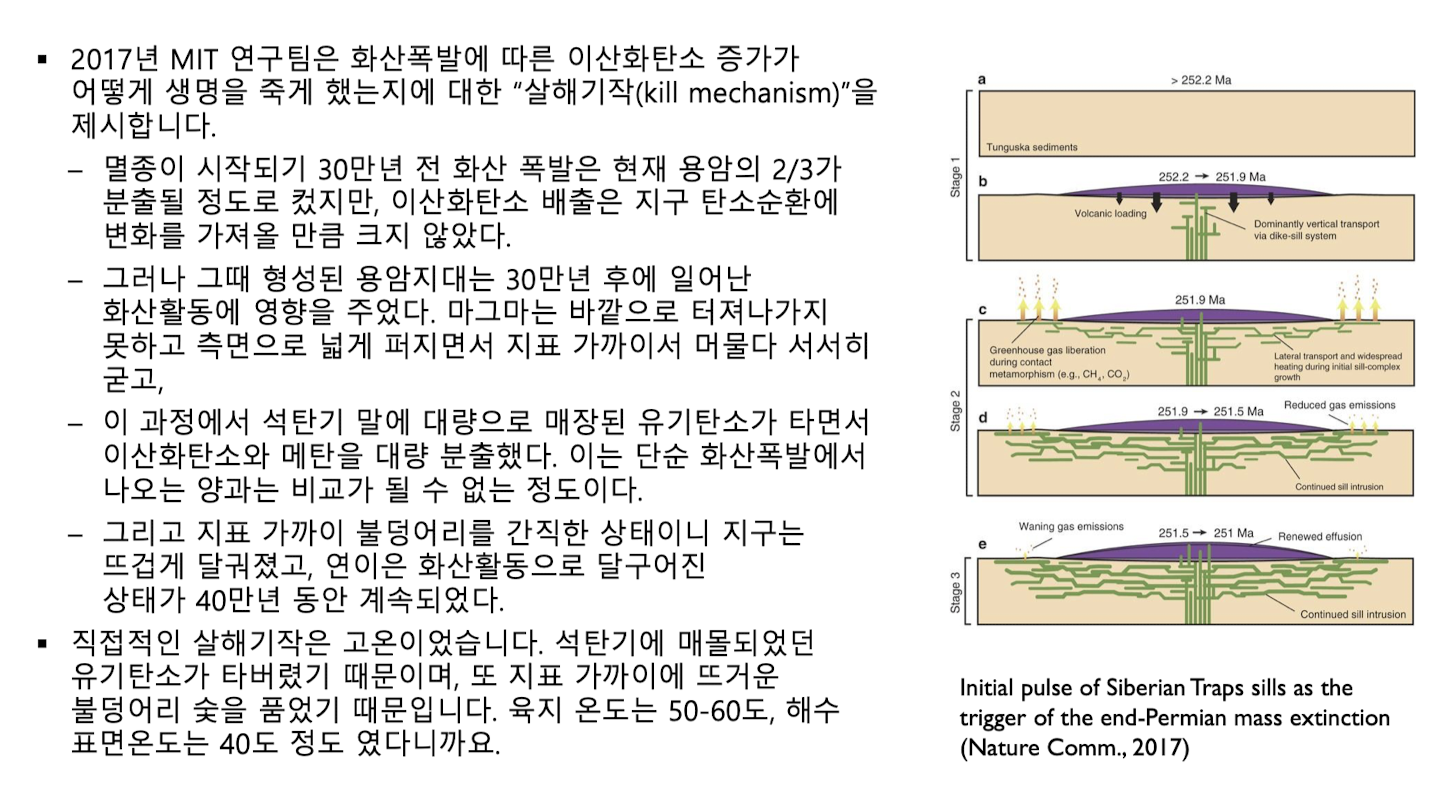 ▪ 2017년 MIT 연구팀은 화산폭발에 따른 이산화탄소 증가가
어떻게 생명을 죽게 했는지에 대한 “살해기작(kill mechanism)”을
제시합니다.
– 멸종이 시작되기 30만년 전 화산 폭발은 현재 용암의 2/3가
분출될 정도로 컸지만, 이산화탄소 배출은 지구 탄소순환에
변화를 가져올 만큼 크지 않았다.
– 그러나 그때 형성된 용암지대는 30만년 후에 일어난
화산활동에 영향을 주었다. 마그마는 바깥으로 터져나가지
못하고 측면으로 넓게 퍼지면서 지표 가까이서 머물다 서서히
굳고,
– 이 과정에서 석탄기 말에 대량으로 매장된 유기탄소가 타면서
이산화탄소와 메탄을 대량 분출했다. 이는 단순 화산폭발에서
나오는 양과는 비교가 될 수 없는 정도이다.
– 그리고 지표 가까이 불덩어리를 간직한 상태이니 지구는
뜨겁게 달궈졌고, 연이은 화산활동으로 달구어진
상태가 40만년 동안 계속되었다.
▪ 직접적인 살해기작은 고온이었습니다. 석탄기에 매몰되었던
유기탄소가 타버렸기 때문이며, 또 지표 가까이에 뜨거운
불덩어리 숯을 품었기 때문입니다. 육지 온도는 50-60도, 해수
표면온도는 40도 정도 였다니까요.
a
> 252.2 Ma
Tunguska sediments
Stage 1
b
252.2 → 251.9 Ma
Volcanic loading
Dominantly vertical transport
via dike-sill system
c
251.9 Ma
Greenhouse gas liberation
during contact
metamorphism (e.g., CH₄, CO₂)
Lateral transport and widespread
heating during initial sill-complex
growth
Stage 2
d
251.9 → 251.5 Ma
Reduced gas emissions
Continued sill intrusion
e
Waning gas emissions
251.5 → 251 Ma
Renewed effusion
Stage 3
Continued sill intrusion
Initial pulse of Siberian Traps sills as the
trigger of the end-Permian mass extinction
(Nature Comm., 2017)